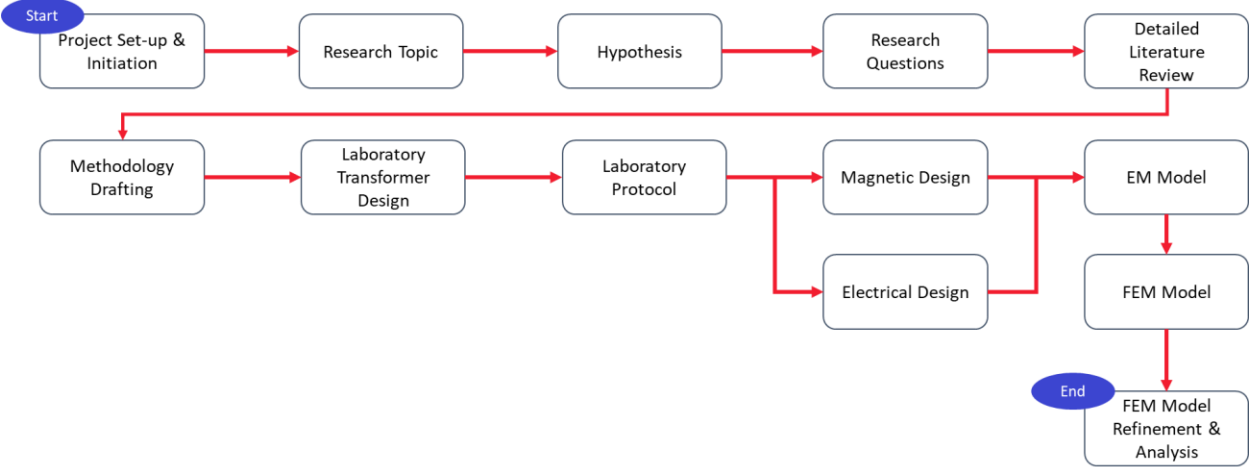 Start
Project Set-up &
Initiation
Research Topic
Hypothesis
Research
Questions
Detailed
Literature
Review
Methodology
Drafting
Laboratory
Transformer
Design
Laboratory
Protocol
Magnetic Design
EM Model
Electrical Design
FEM Model
End
FEM Model
Refinement &
Analysis